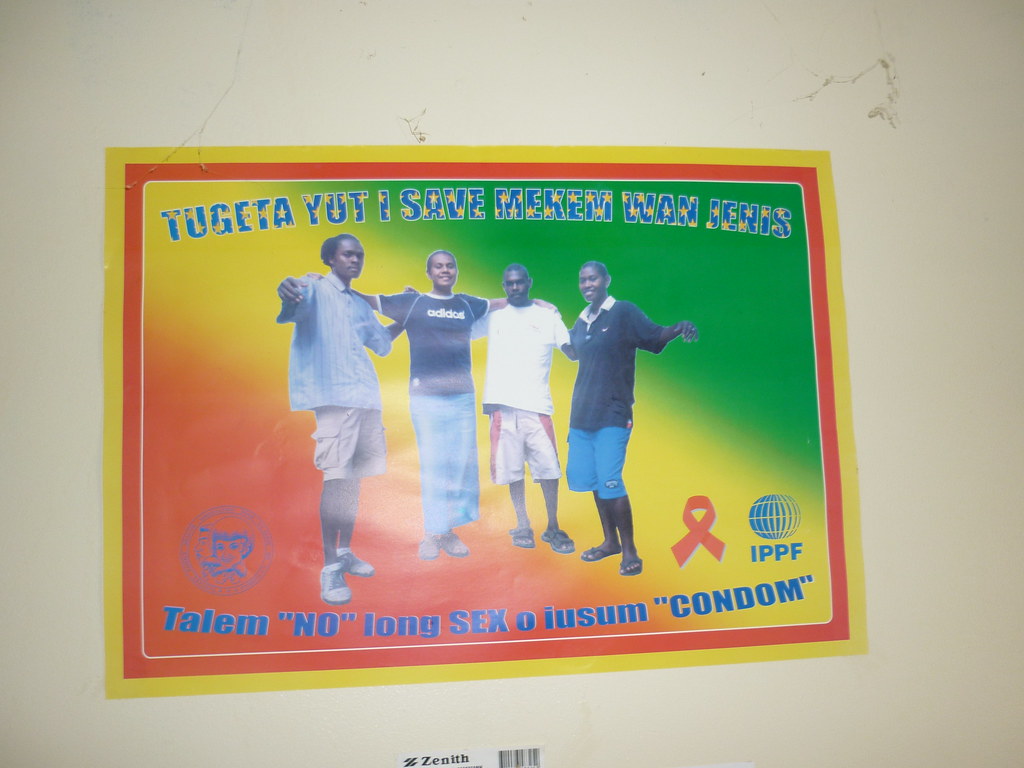 TUGETA YUT I SAVE MEKEM WAN JENIS
adidas
IPPF
Talem "NO" long SEX o iusum "CONDOM"
Zenith